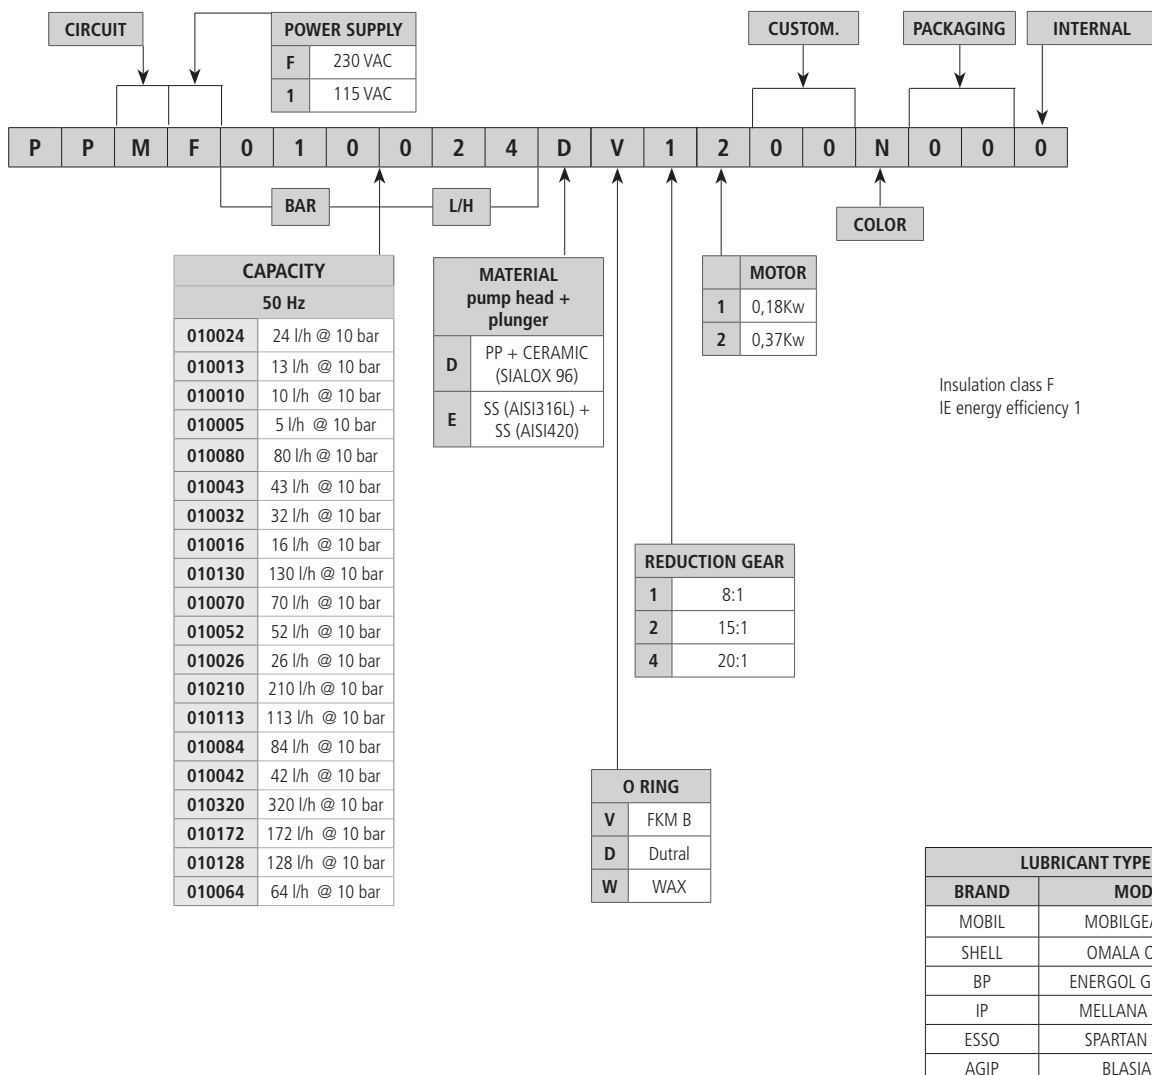 CIRCUIT
POWER SUPPLY
F 230 VAC
1 115 VAC
CUSTOM.
PACKAGING
INTERNAL
P P M F 0 1 0 0 2 4 D V 1 2 0 0 N 0 0 0
BAR
L/H
COLOR
CAPACITY
50 Hz
010024 24 l/h @ 10 bar
010013 13 l/h @ 10 bar
010010 10 l/h @ 10 bar
010005 5 l/h @ 10 bar
010080 80 l/h @ 10 bar
010043 43 l/h @ 10 bar
010032 32 l/h @ 10 bar
010016 16 l/h @ 10 bar
010130 130 l/h @ 10 bar
010070 70 l/h @ 10 bar
010052 52 l/h @ 10 bar
010026 26 l/h @ 10 bar
010210 210 l/h @ 10 bar
010113 113 l/h @ 10 bar
010084 84 l/h @ 10 bar
010042 42 l/h @ 10 bar
010320 320 l/h @ 10 bar
010172 172 l/h @ 10 bar
010128 128 l/h @ 10 bar
010064 64 l/h @ 10 bar
MATERIAL
pump head +
plunger
D PP + CERAMIC
(SIALOX 96)
E SS (AISI316L) +
SS (AISI420)
MOTOR
1 0,18Kw
2 0,37Kw
Insulation class F
IE energy efficiency 1
REDUCTION GEAR
1 8:1
2 15:1
4 20:1
O RING
V FKM B
D Dutral
W WAX
LUBRICANT TYPE
BRAND MOD
MOBIL
SHELL OMALA
BP ENERGOL G
IP MELLANA
ESSO SPARTAN
AGIP BLASIA